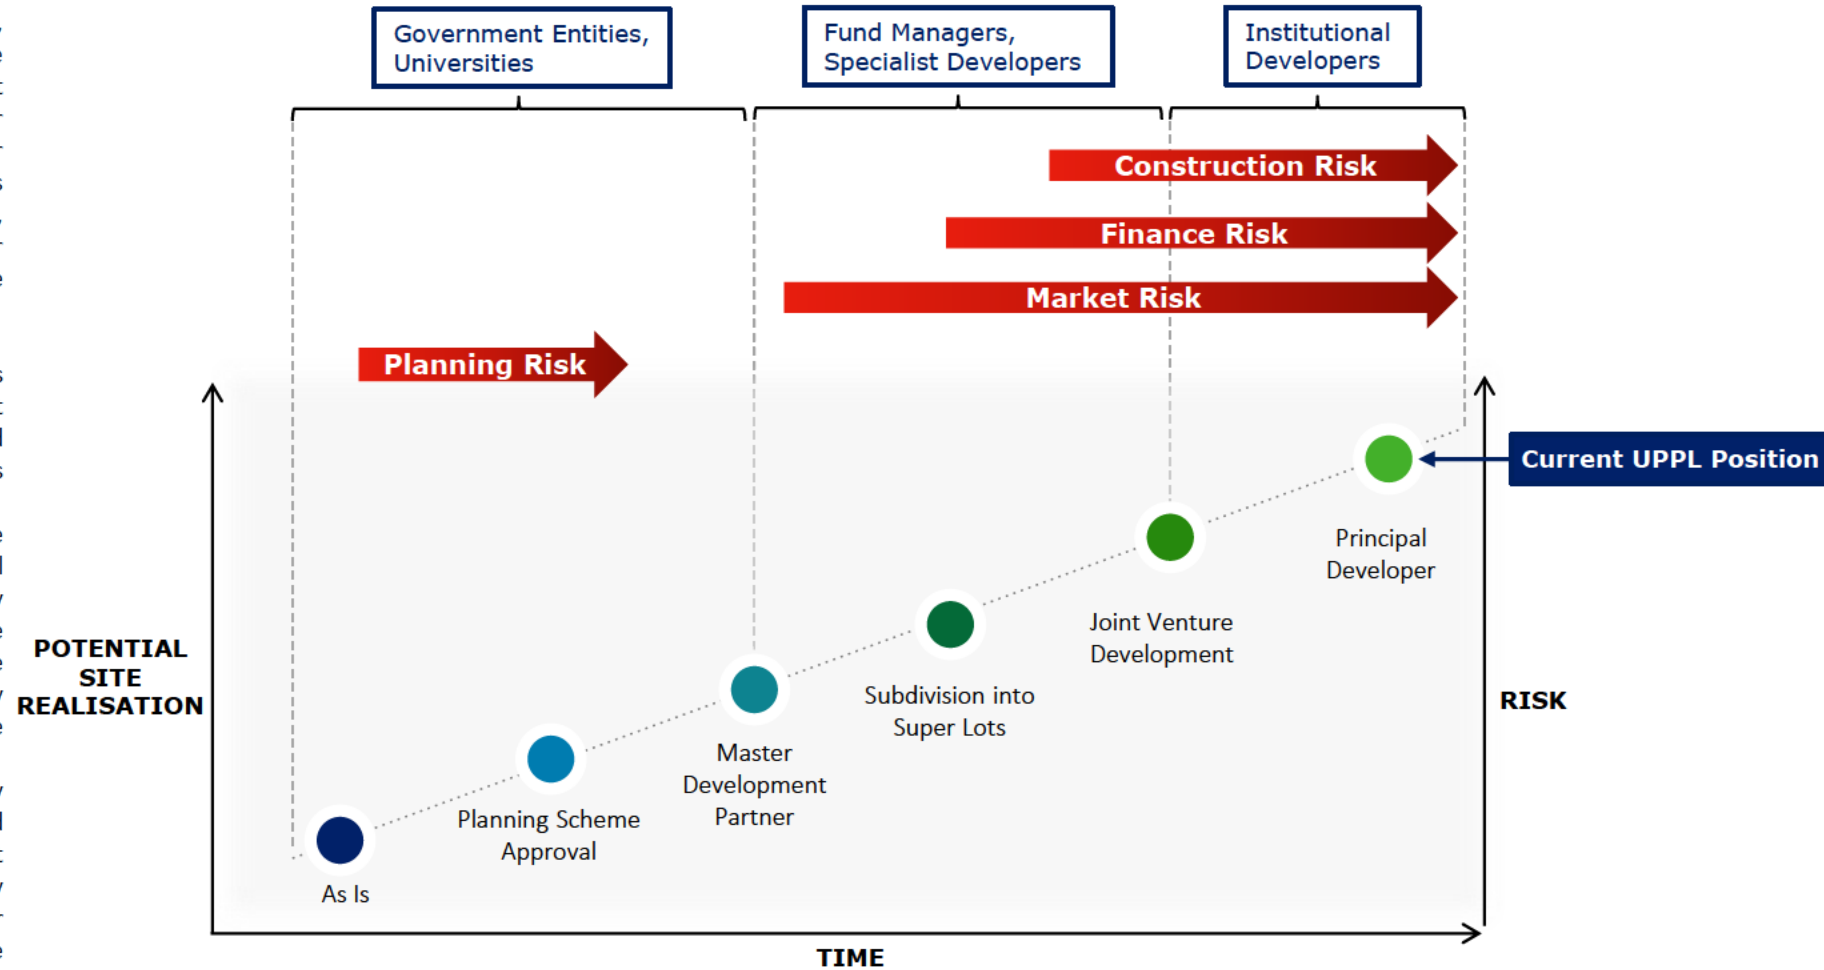 Government Entities,
Universities
Fund Managers,
Specialist Developers
Institutional
Developers
Construction Risk
Finance Risk
Market Risk
Planning Risk
Current UPPL Position
Principal
Developer
Joint Venture
Development
POTENTIAL
SITE
REALISATION
RISK
Subdivision into
Super Lots
Master
Development
Partner
Planning Scheme
Approval
As Is
TIME